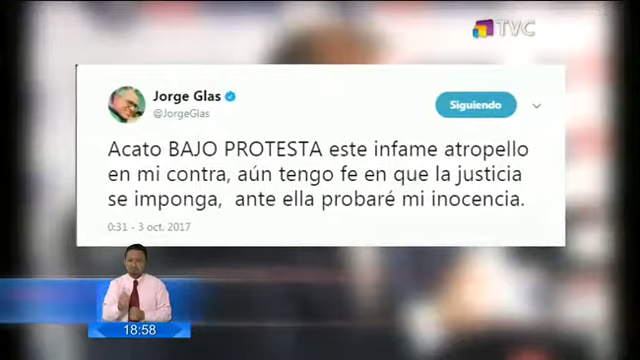 TVC
Jorge Glas
@JorgeGlas
Siguiendo
Acato BAJO PROTESTA este infame atropello
en mi contra, aún tengo fe en que la justicia
se imponga, ante ella probaré mi inocencia.
0:31 - 3 oct. 2017
18:58